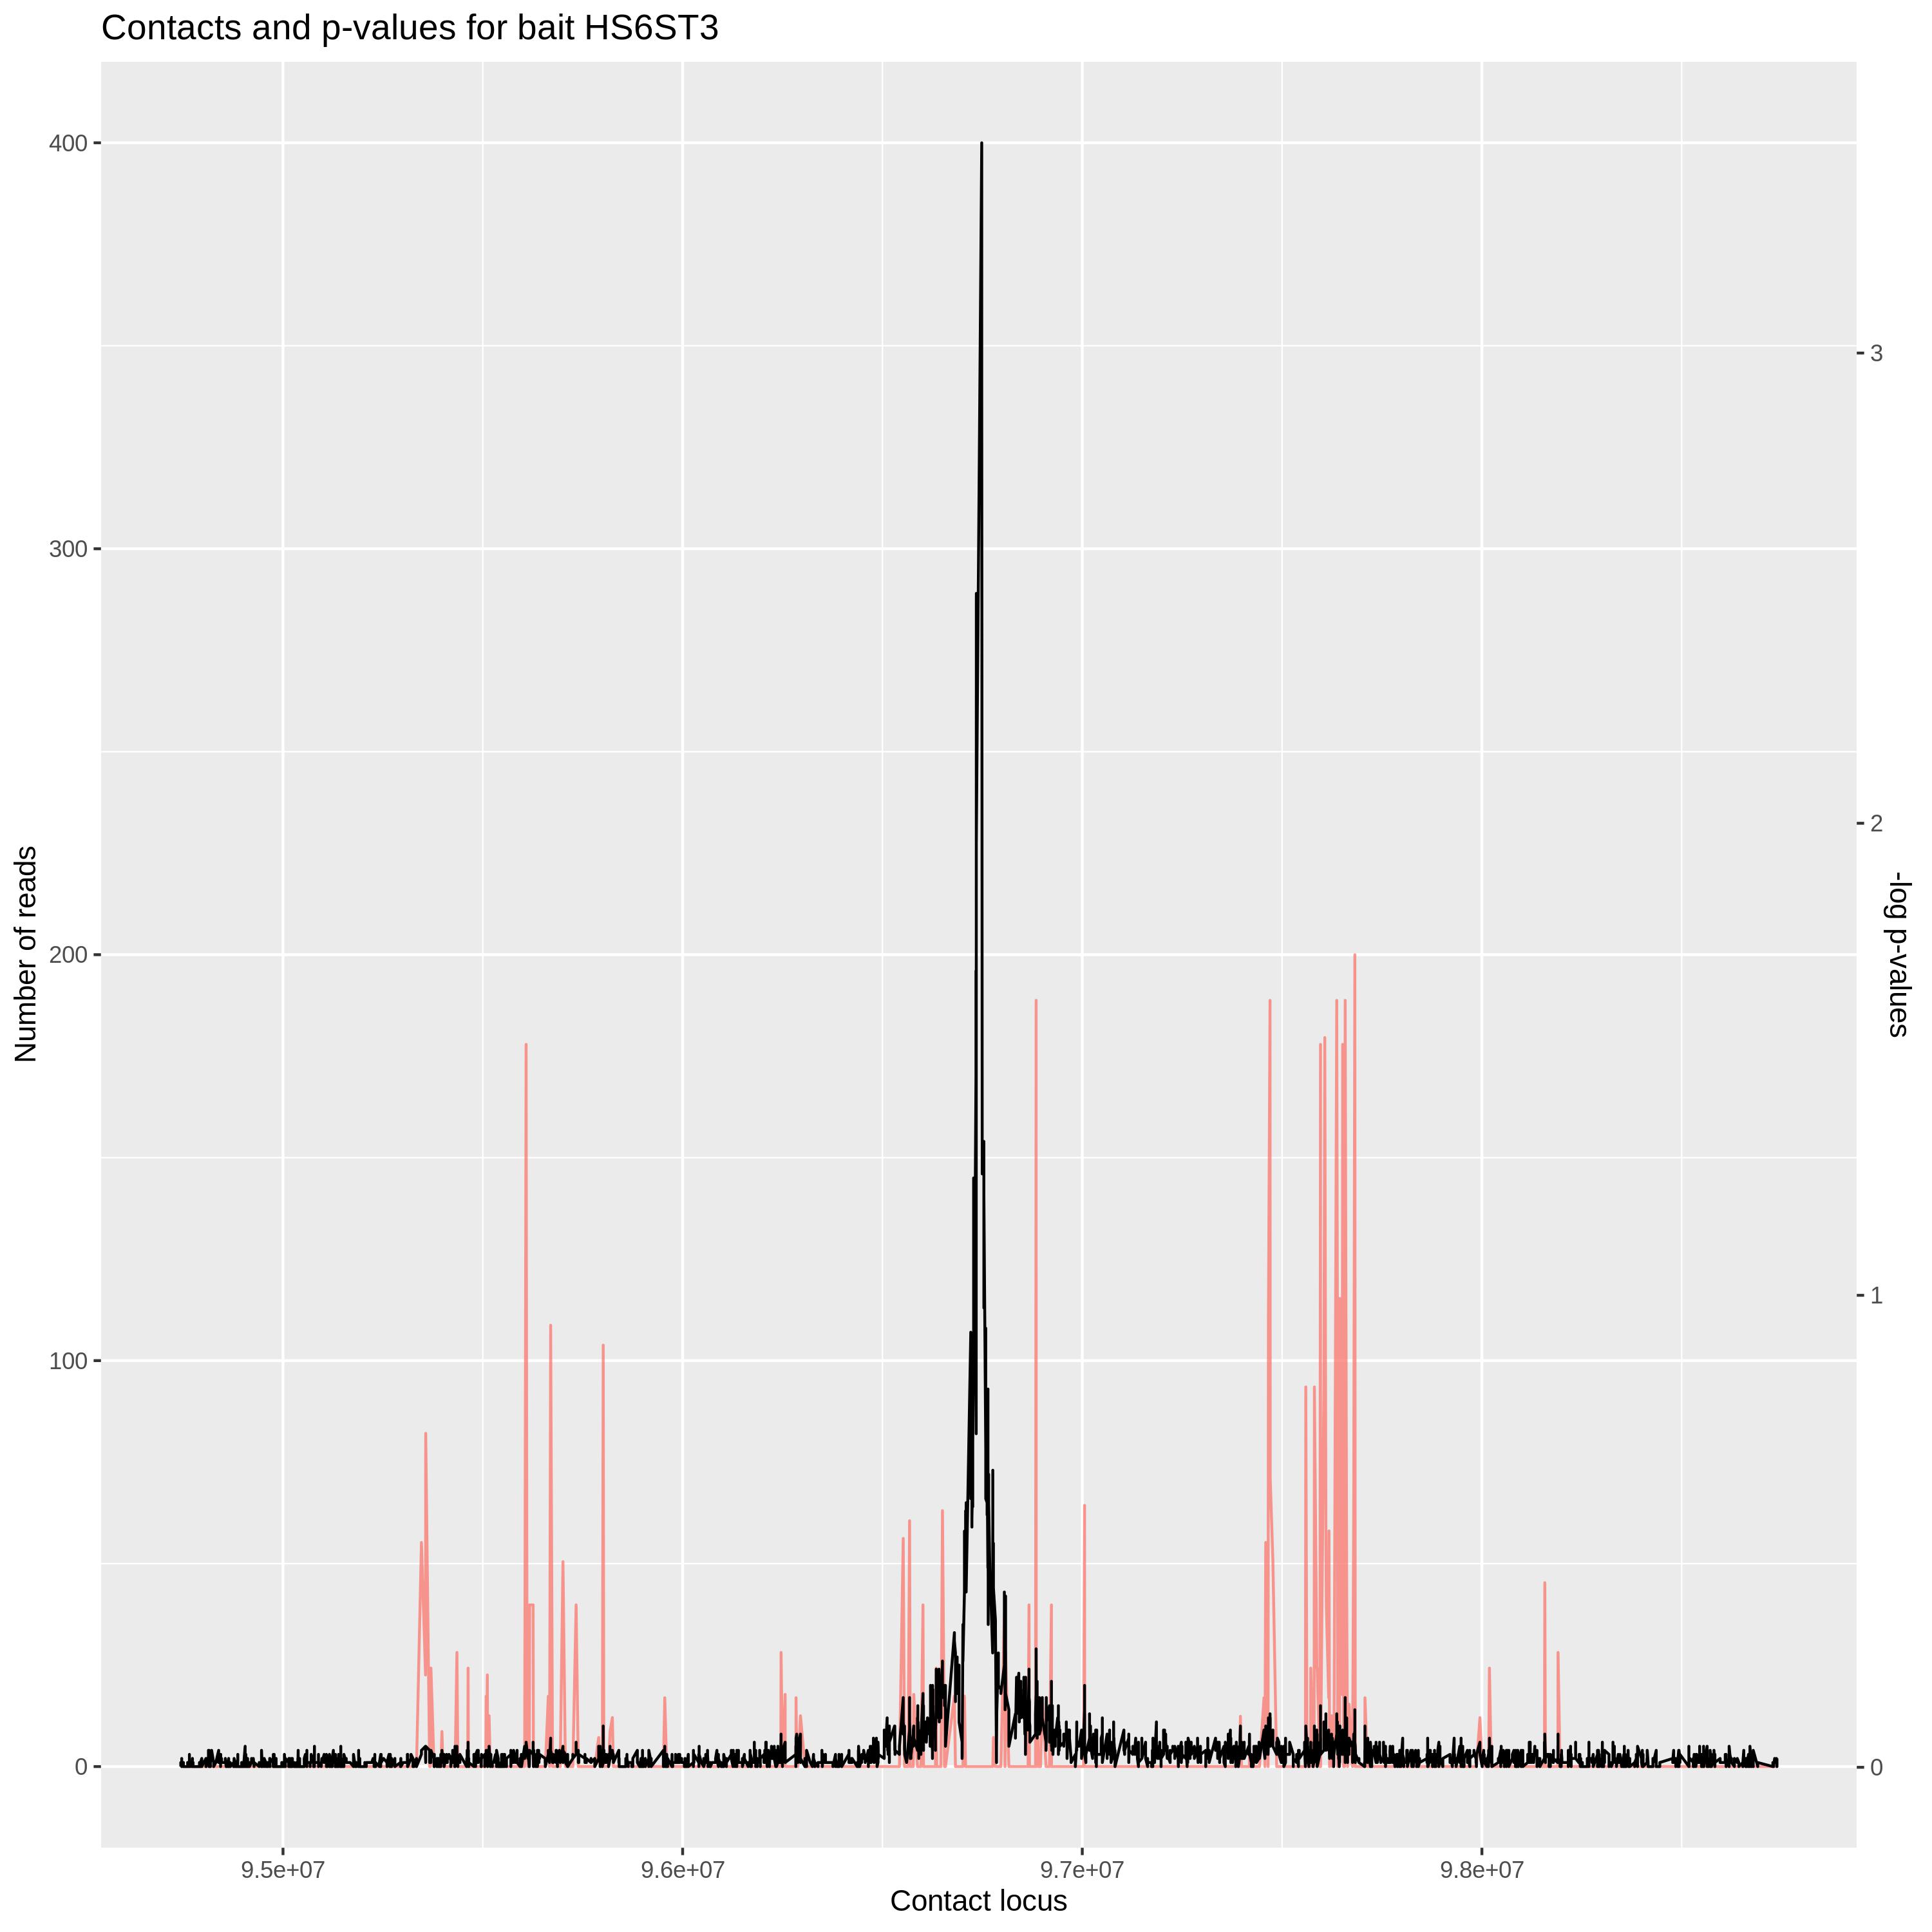 Contacts and p-values for bait HS6ST3
400
300
200
100
0
Number of reads
3
2
1
0
-log p-values
9.5e+07 9.6e+07 9.7e+07 9.8e+07
Contact locus